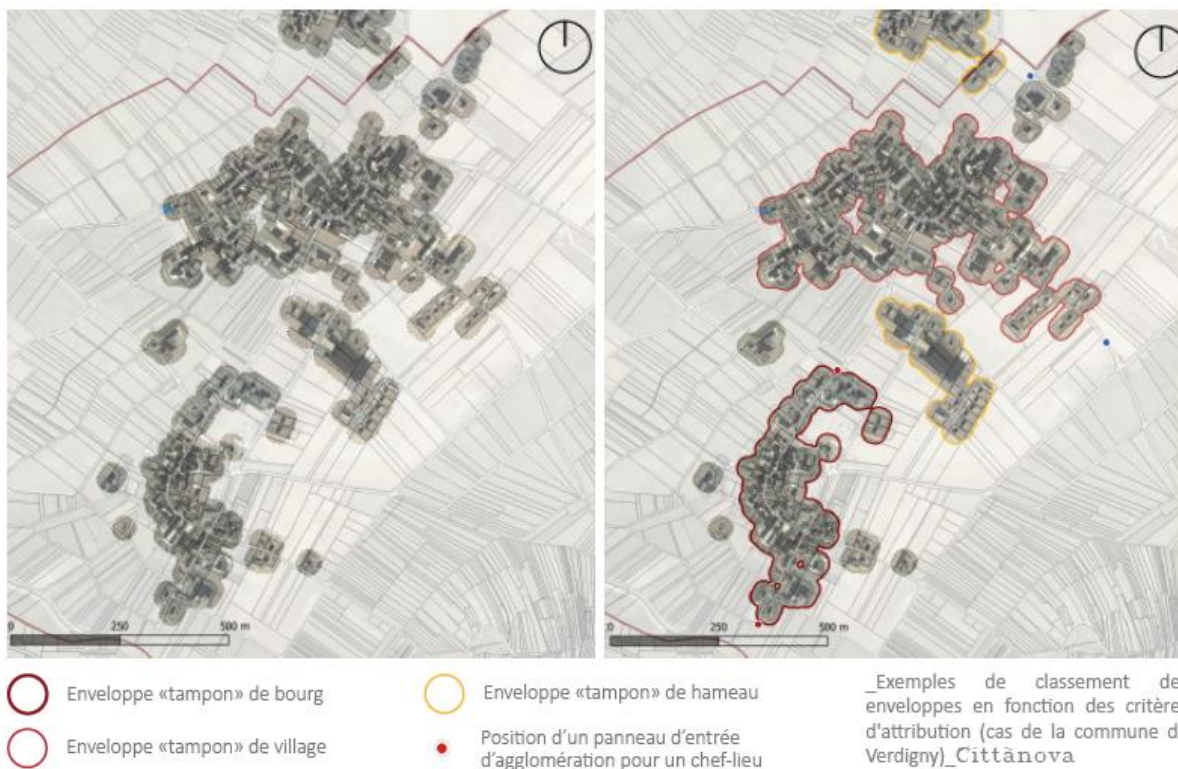 0 250 500 m
0 250 500 m
Enveloppe «tampon» de bourg
Enveloppe «tampon» de village
Enveloppe «tampon» de hameau
Position d'un panneau d'entrée
d'agglomération pour un chef-lieu
_Exemples de classement de
enveloppes en fonction des critère
d'attribution (cas de la commune d
Verdigny)_Cittànova